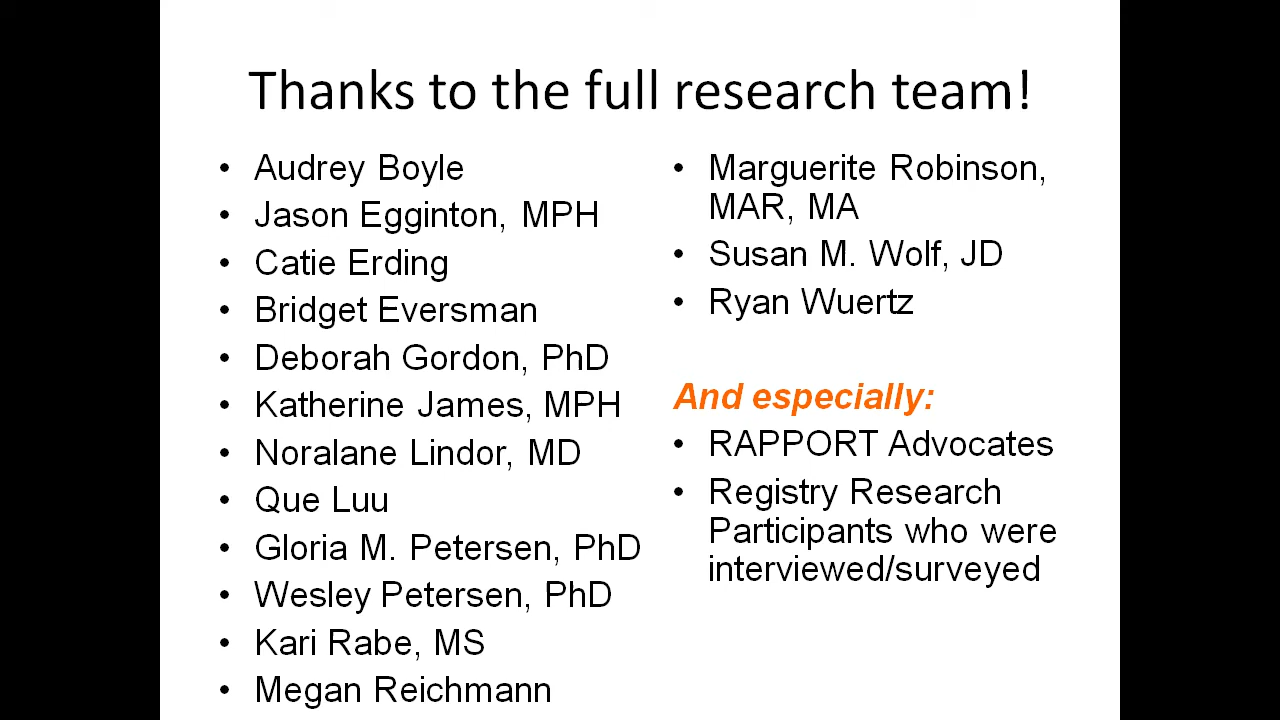 Thanks to the full research team!
• Audrey Boyle
• Jason Egginton, MPH
• Catie Erding
• Bridget Eversman
• Deborah Gordon, PhD
• Katherine James, MPH
• Noralane Lindor, MD
• Que Luu
• Gloria M. Petersen, PhD
• Wesley Petersen, PhD
• Kari Rabe, MS
• Megan Reichmann
• Marguerite Robinson,
MAR, MA
• Susan M. Wolf, JD
• Ryan Wuertz
And especially:
• RAPPORT Advocates
• Registry Research
Participants who were
interviewed/surveyed